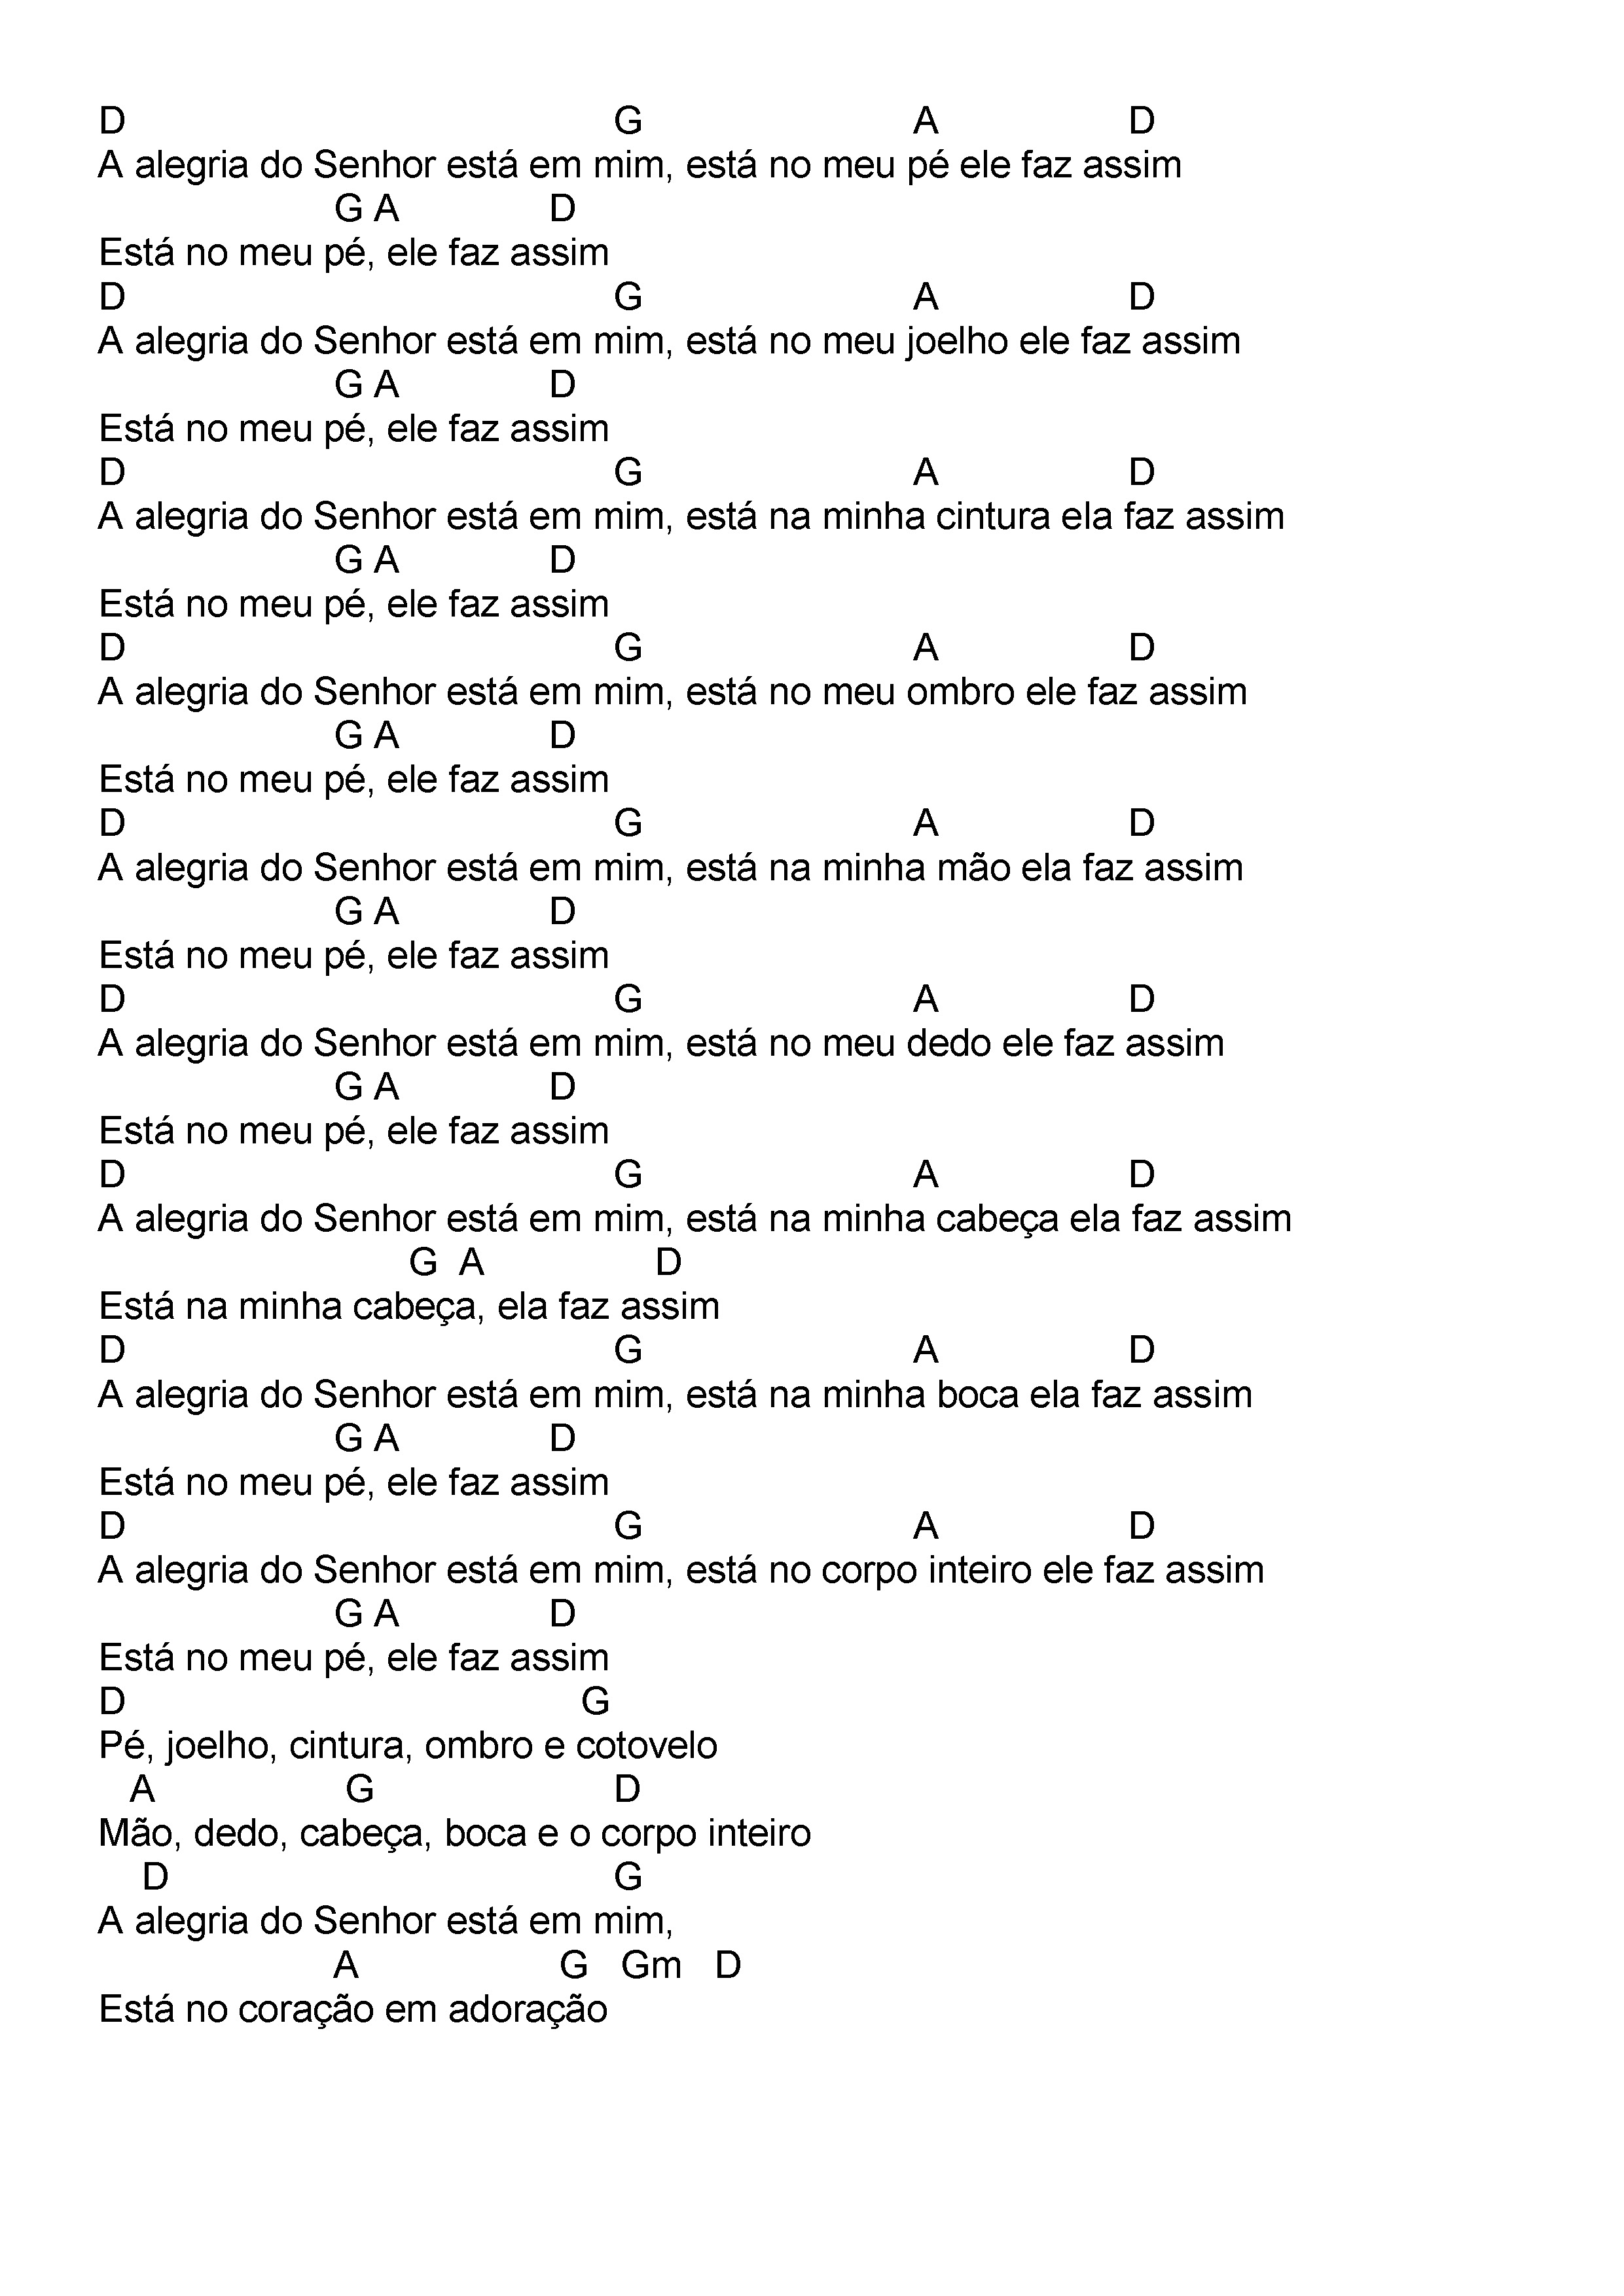 D G A D
A alegria do Senhor está em mim, está no meu pé ele faz assim
G A D
Está no meu pé, ele faz assim
D G A D
A alegria do Senhor está em mim, está no meu joelho ele faz assim
G A D
Está no meu pé, ele faz assim
D G A D
A alegria do Senhor está em mim, está na minha cintura ela faz assim
G A D
Está no meu pé, ele faz assim
D G A D
A alegria do Senhor está em mim, está no meu ombro ele faz assim
G A D
Está no meu pé, ele faz assim
D G A D
A alegria do Senhor está em mim, está na minha mão ela faz assim
G A D
Está no meu pé, ele faz assim
D G A D
A alegria do Senhor está em mim, está no meu dedo ele faz assim
G A D
Está no meu pé, ele faz assim
D G A D
A alegria do Senhor está em mim, está na minha cabeça ela faz assim
G A D
Está na minha cabeça, ela faz assim
D G A D
A alegria do Senhor está em mim, está na minha boca ela faz assim
G A D
Está no meu pé, ele faz assim
D G A D
A alegria do Senhor está em mim, está no corpo inteiro ele faz assim
G A D
Está no meu pé, ele faz assim
D G
Pé, joelho, cintura, ombro e cotovelo
A G D
Mão, dedo, cabeça, boca e o corpo inteiro
D G
A alegria do Senhor está em mim,
A G Gm D
Está no coração em adoração